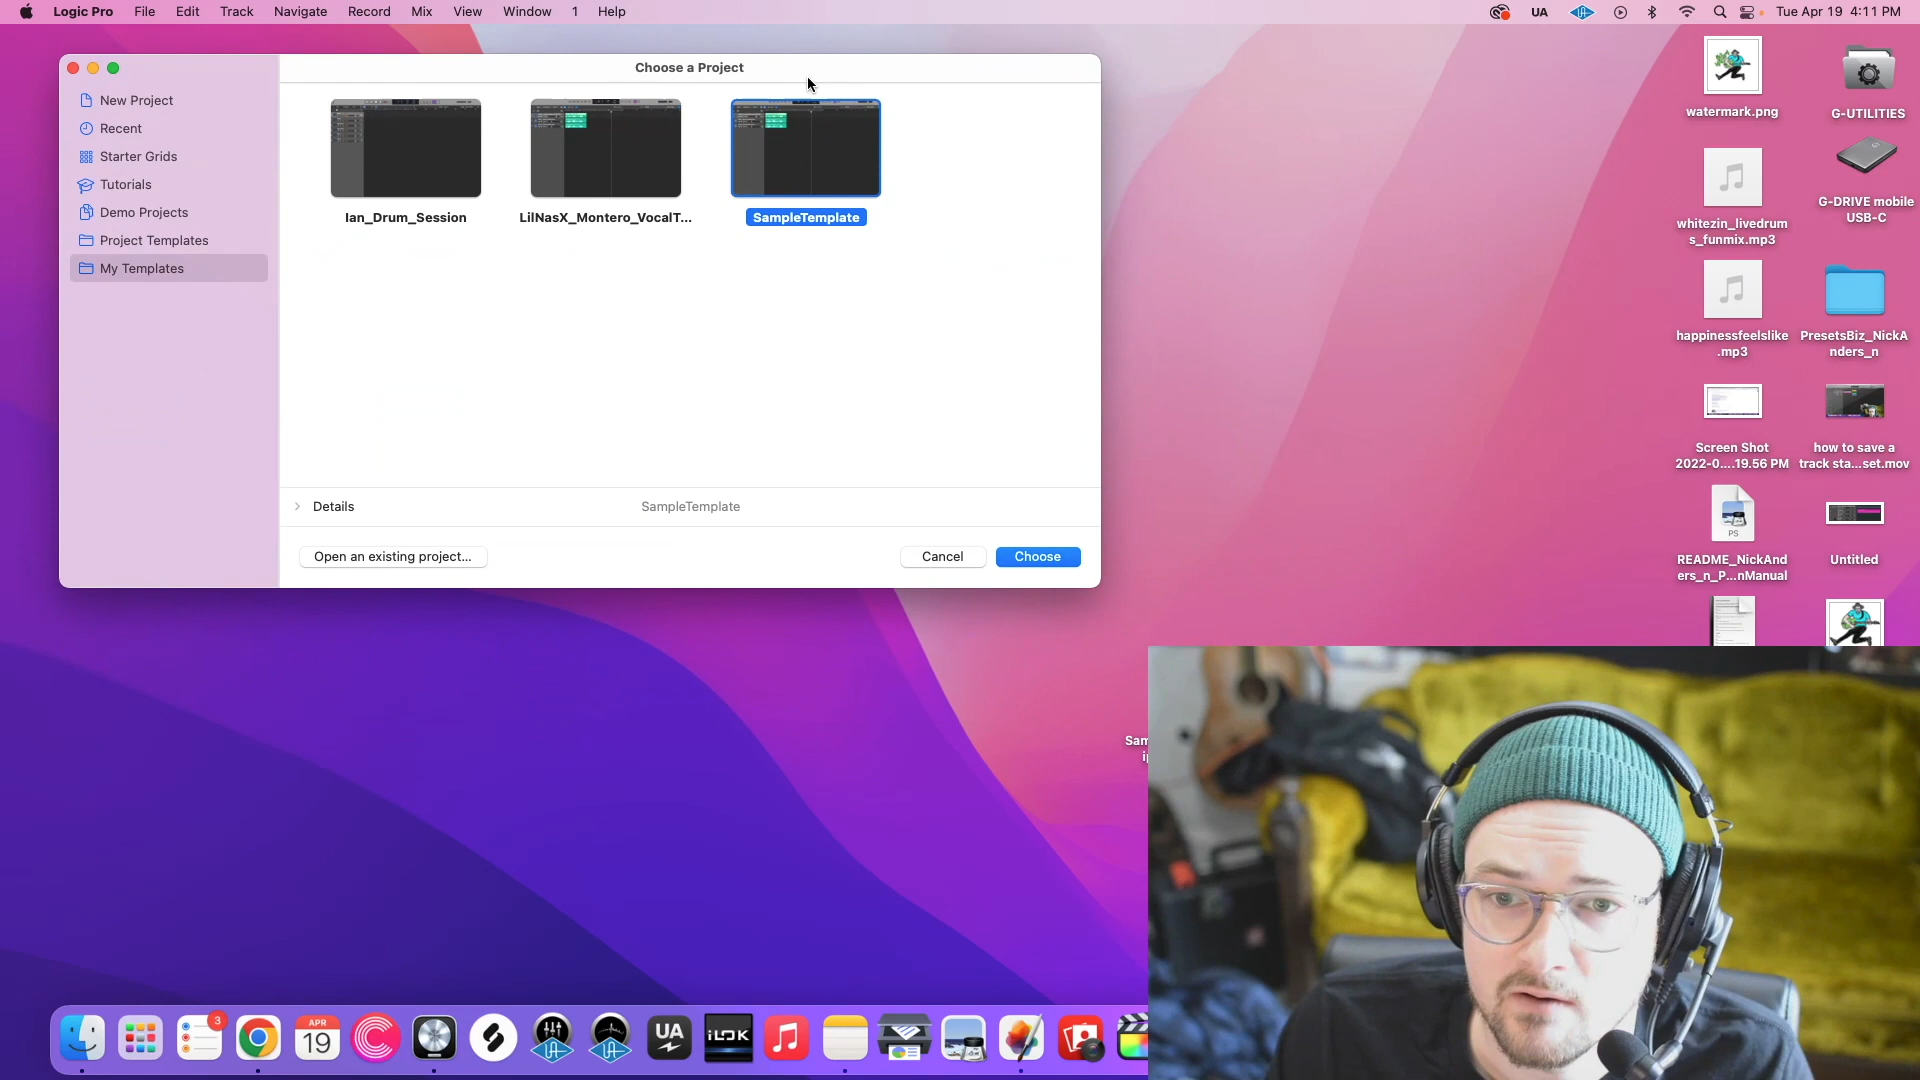 Logic Pro File Edit Track Navigate Record Mix View Window 1 Help
UA
Tue Apr 19 4:11 PM
Choose a Project
New Project
Recent
Starter Grids
Tutorials
Demo Projects
Project Templates
My Templates
Ian_Drum_Session
LilNasX_Montero_VocalT...
SampleTemplate
Details
SampleTemplate
Open an existing project...
Cancel
Choose
watermark.png
G-UTILITIES
whitezin_livedrum
s_funmix.mp3
G-DRIVE mobile
USB-C
happinessfeelslike
.mp3
PresetsBiz_NickA
nders_n
Screen Shot
2022-0....19.56 PM
how to save a
track sta...set.mov
PS
README_NickAnd
ers_n_P...nManual
Untitled
Sam
3
APR
19
UA
iLOK